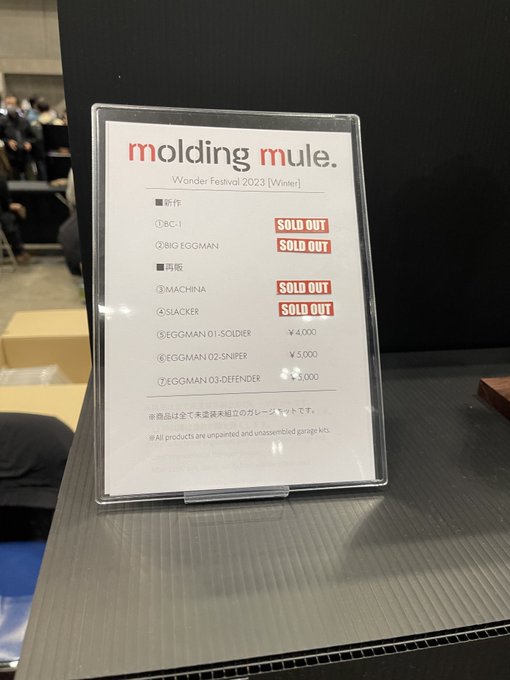 molding mule.
Wonder Festival 2023 [Winter]
■新作
①BC-1 SOLD OUT
②BIG EGGMAN SOLD OUT
■再販
③MACHINA SOLD OUT
④SLACKER SOLD OUT
⑤EGGMAN 01-SOLDIER ￥4,000
⑥EGGMAN 02-SNIPER ￥5,000
⑦EGGMAN 03-DEFENDER ￥5,000
※商品は全て未塗装未組立のガレージキットです。
※All products are unpainted and unassembled garage kits.